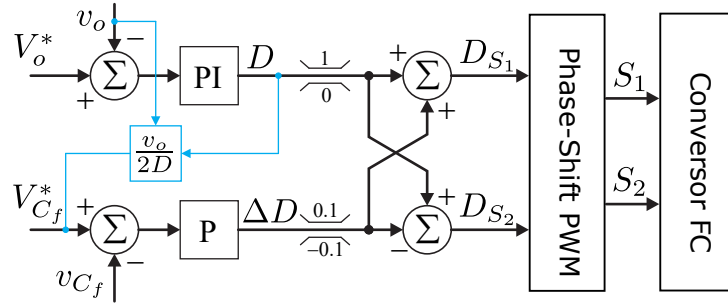 v_o
−
V_o^*
+
Σ
PI
D
1
0
+
+
Σ
D_{S_1}
Phase-Shift PWM
S_1
Conversor FC
v_o
2D
V_{C_f}^*
+
Σ
−
v_{C_f}
P
ΔD
0.1
−0.1
+
−
Σ
D_{S_2}
S_2